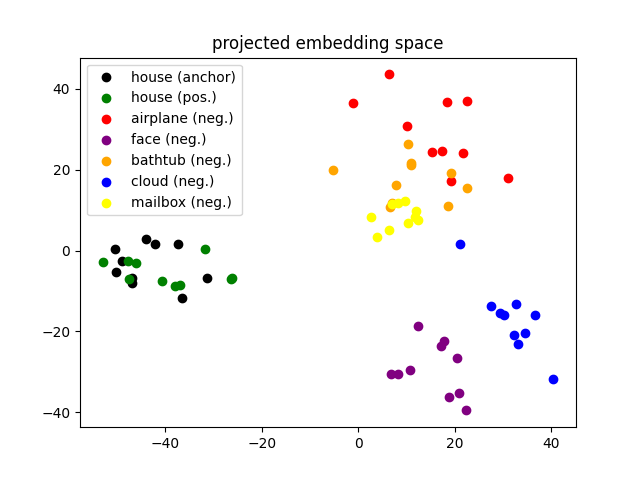 projected embedding space
house (anchor)
house (pos.)
airplane (neg.)
face (neg.)
bathtub (neg.)
cloud (neg.)
mailbox (neg.)
40
20
0
−20
−40
−40 −20 0 20 40